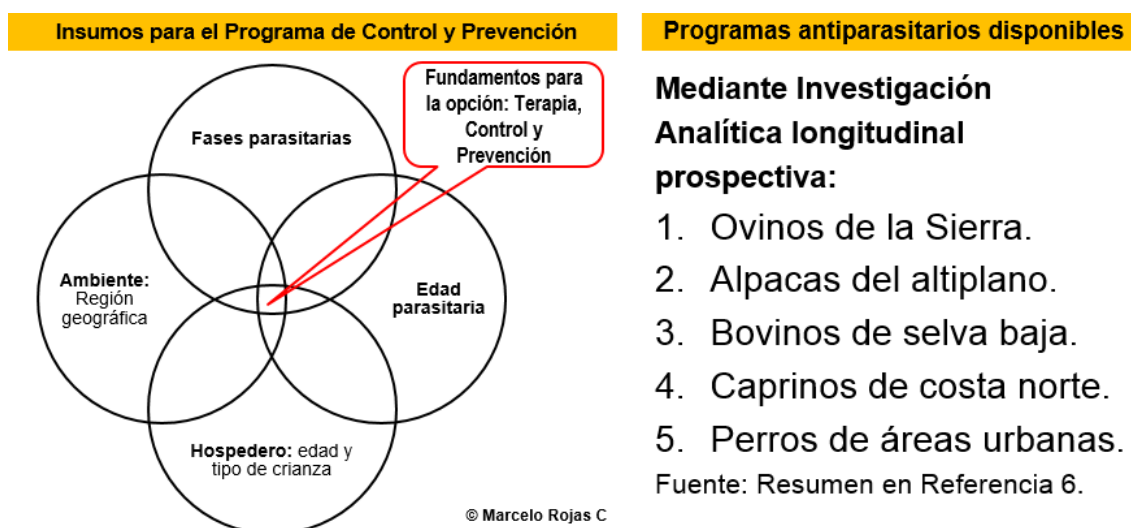 Insumos para el Programa de Control y Prevención
Fases parasitarias
Fundamentos para
la opción: Terapia,
Control y
Prevención
Ambiente:
Región
geográfica
Edad
parasitaria
Hospedero: edad y
tipo de crianza
© Marcelo Rojas C
Programas antiparasitarios disponibles
Mediante Investigación
Analítica longitudinal
prospectiva:
1. Ovinos de la Sierra.
2. Alpacas del altiplano.
3. Bovinos de selva baja.
4. Caprinos de costa norte.
5. Perros de áreas urbanas.
Fuente: Resumen en Referencia 6.